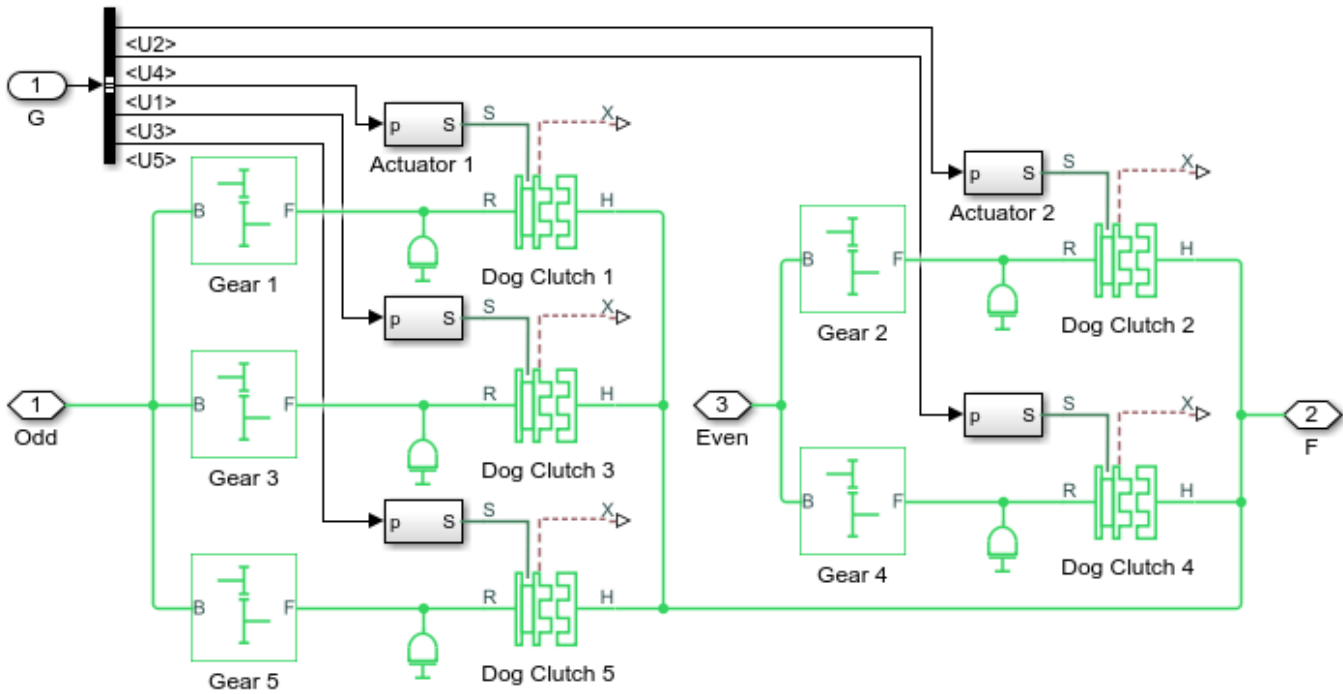 1
G
<U2>
<U4>
<U1>
<U3>
<U5>
p S
S
X
Actuator 1
R
H
Dog Clutch 1
B F
Gear 1
p S
S
X
R
H
Dog Clutch 3
B F
Gear 3
1
Odd
p S
S
X
R
H
Dog Clutch 5
B F
Gear 5
p S
S
X
Actuator 2
R
H
Dog Clutch 2
B F
Gear 2
3
Even
p S
S
X
R
H
Dog Clutch 4
B F
Gear 4
2
F